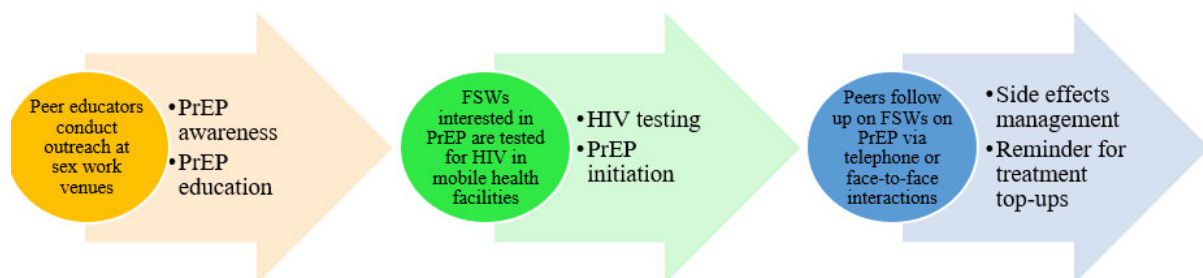 Peer educators
conduct
outreach at
sex work
venues
•PrEP
awareness
•PrEP
education
FSWs
interested in
PrEP are tested
for HIV in
mobile health
facilities
•HIV testing
•PrEP
initiation
Peers follow
up on FSWs on
PrEP via
telephone or
face-to-face
interactions
•Side effects
management
•Reminder for
treatment
top-ups